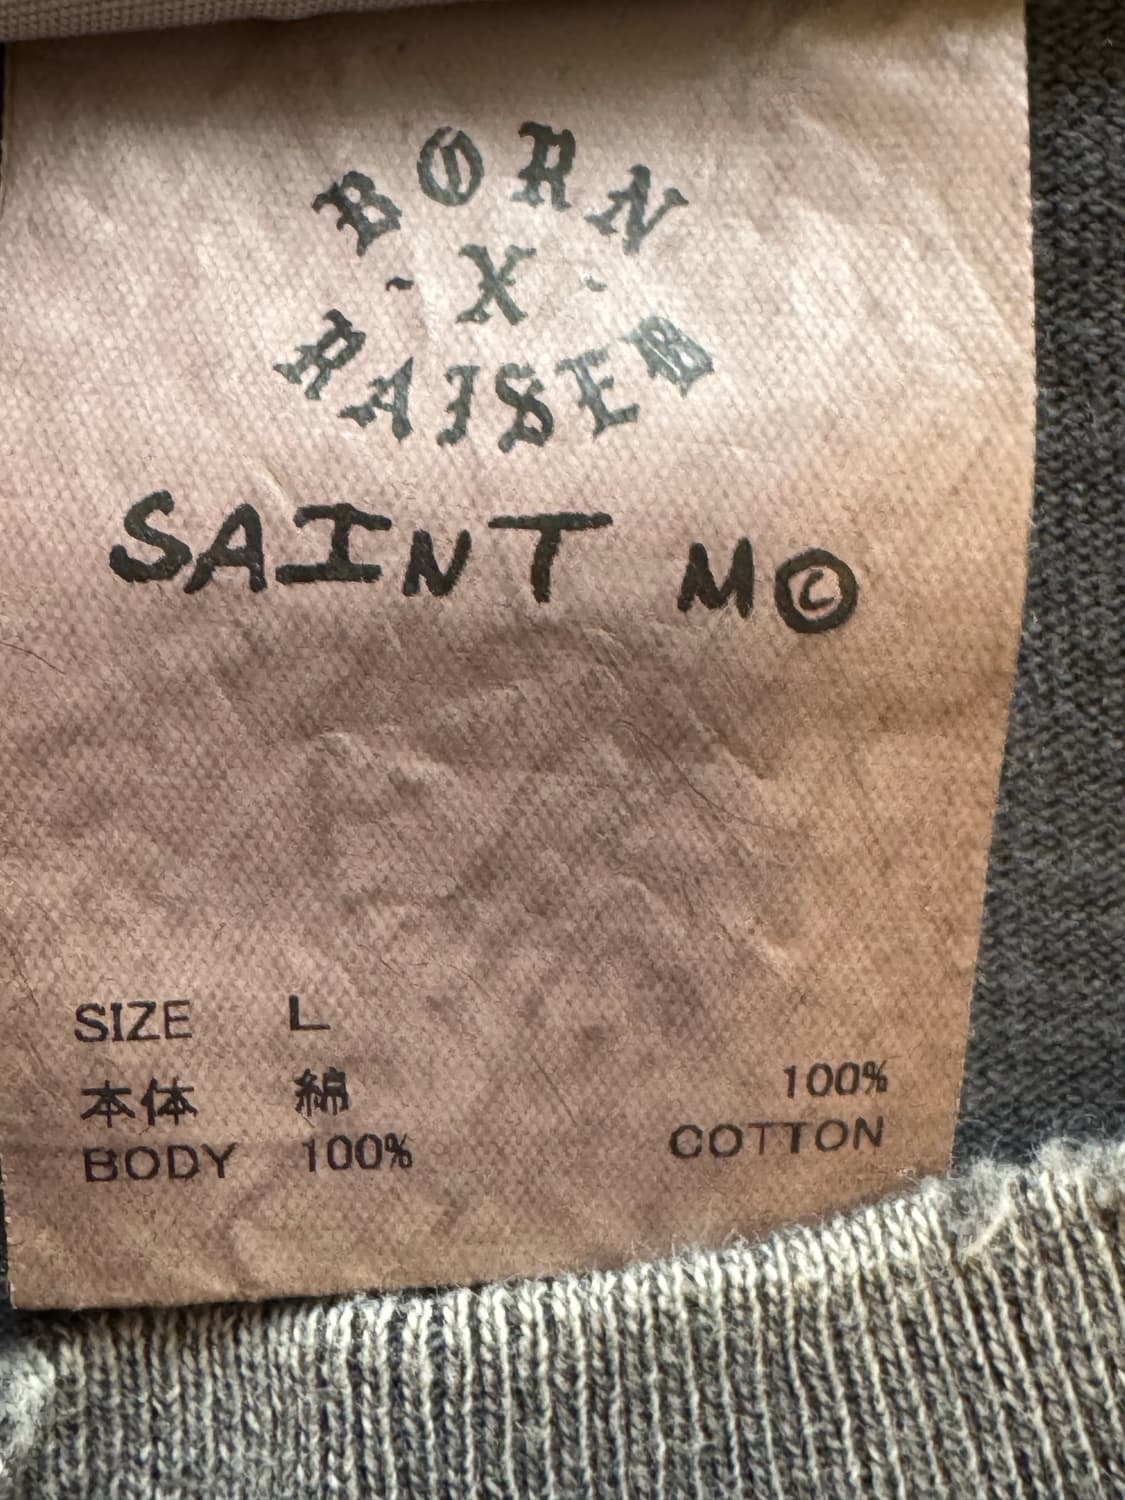 BORN
X
RAISED
SAINT M©
SIZE L
本体 綿 100%
BODY 100% COTTON